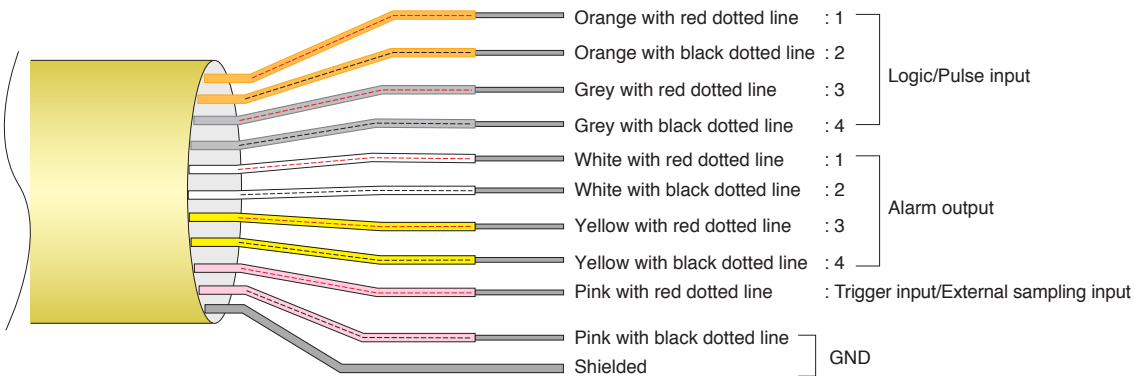 Orange with red dotted line : 1
Orange with black dotted line : 2
Logic/Pulse input
Grey with red dotted line : 3
Grey with black dotted line : 4
White with red dotted line : 1
White with black dotted line : 2
Alarm output
Yellow with red dotted line : 3
Yellow with black dotted line : 4
Pink with red dotted line : Trigger input/External sampling input
Pink with black dotted line
GND
Shielded